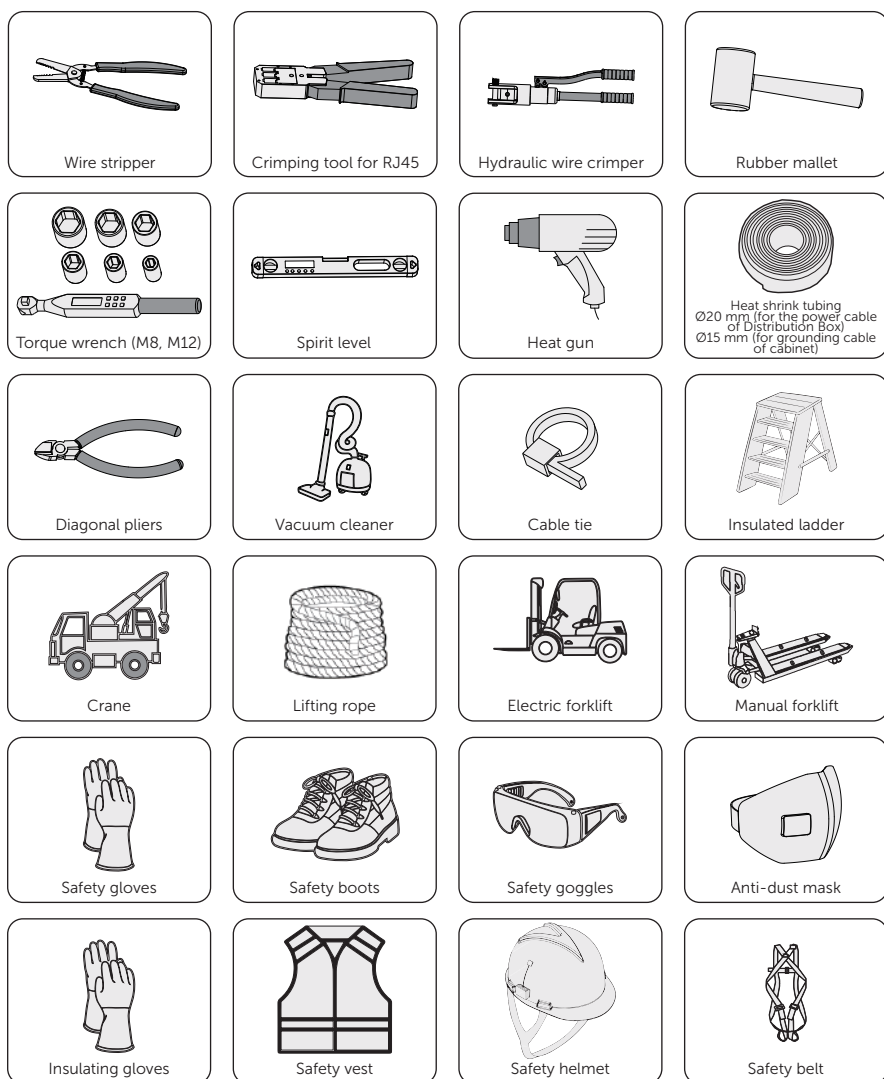 Wire stripper
Crimping tool for RJ45
Hydraulic wire crimper
Rubber mallet
Torque wrench (M8, M12)
Spirit level
Heat gun
Heat shrink tubing
Ø20 mm (for the power cable
of Distribution Box)
Ø15 mm (for grounding cable
of cabinet)
Diagonal pliers
Vacuum cleaner
Cable tie
Insulated ladder
Crane
Lifting rope
Electric forklift
Manual forklift
Safety gloves
Safety boots
Safety goggles
Anti-dust mask
Insulating gloves
Safety vest
Safety helmet
Safety belt